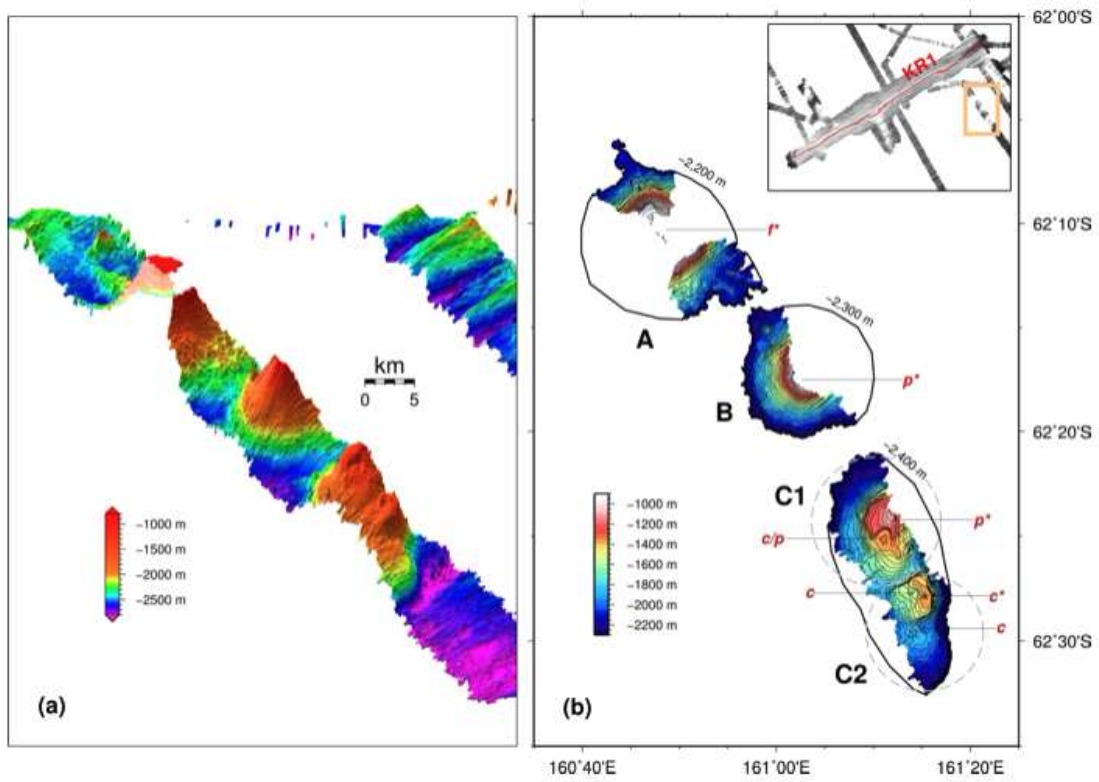 km
0 5
−1000 m
−1500 m
−2000 m
−2500 m
(a)
KR1
−2,200 m
f*
A
−2,300 m
p*
B
−2,400 m
C1
p*
c/p
c
c*
c
C2
−1000 m
−1200 m
−1400 m
−1600 m
−1800 m
−2000 m
−2200 m
(b)
62˚00'S
62˚10'S
62˚20'S
62˚30'S
160˚40'E 161˚00'E 161˚20'E